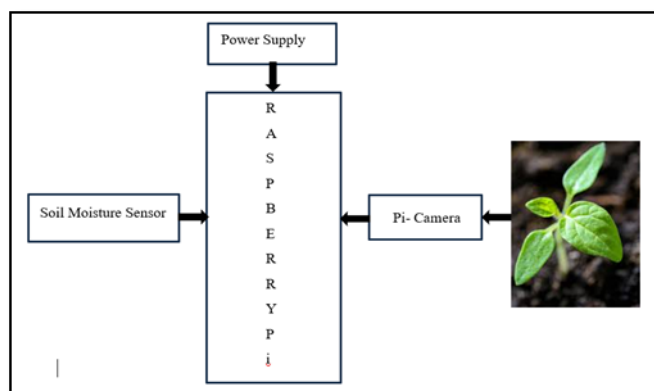 Power Supply
R
A
S
P
B
E
R
R
Y
P
i
Soil Moisture Sensor
Pi- Camera